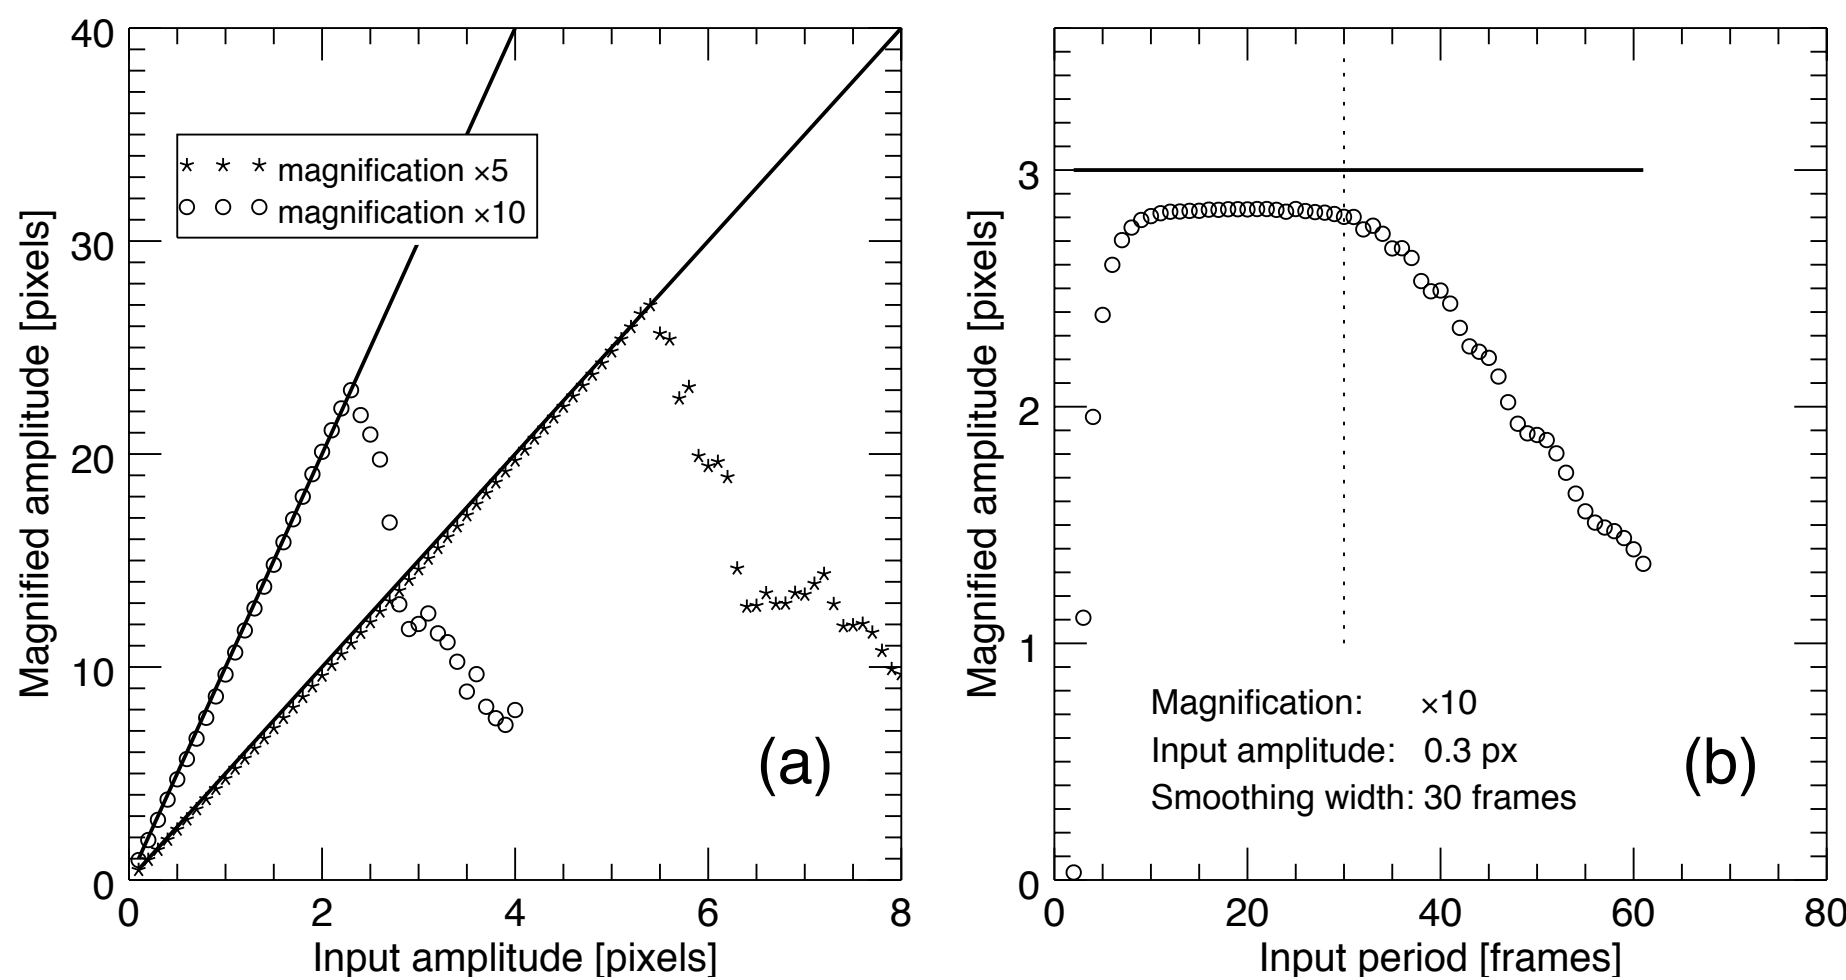 40
30
20
10
0
Magnified amplitude [pixels]
magnification ×5
magnification ×10
(a)
0 2 4 6 8
Input amplitude [pixels]
3
2
1
0
Magnified amplitude [pixels]
Magnification: ×10
Input amplitude: 0.3 px
Smoothing width: 30 frames
(b)
0 20 40 60 80
Input period [frames]